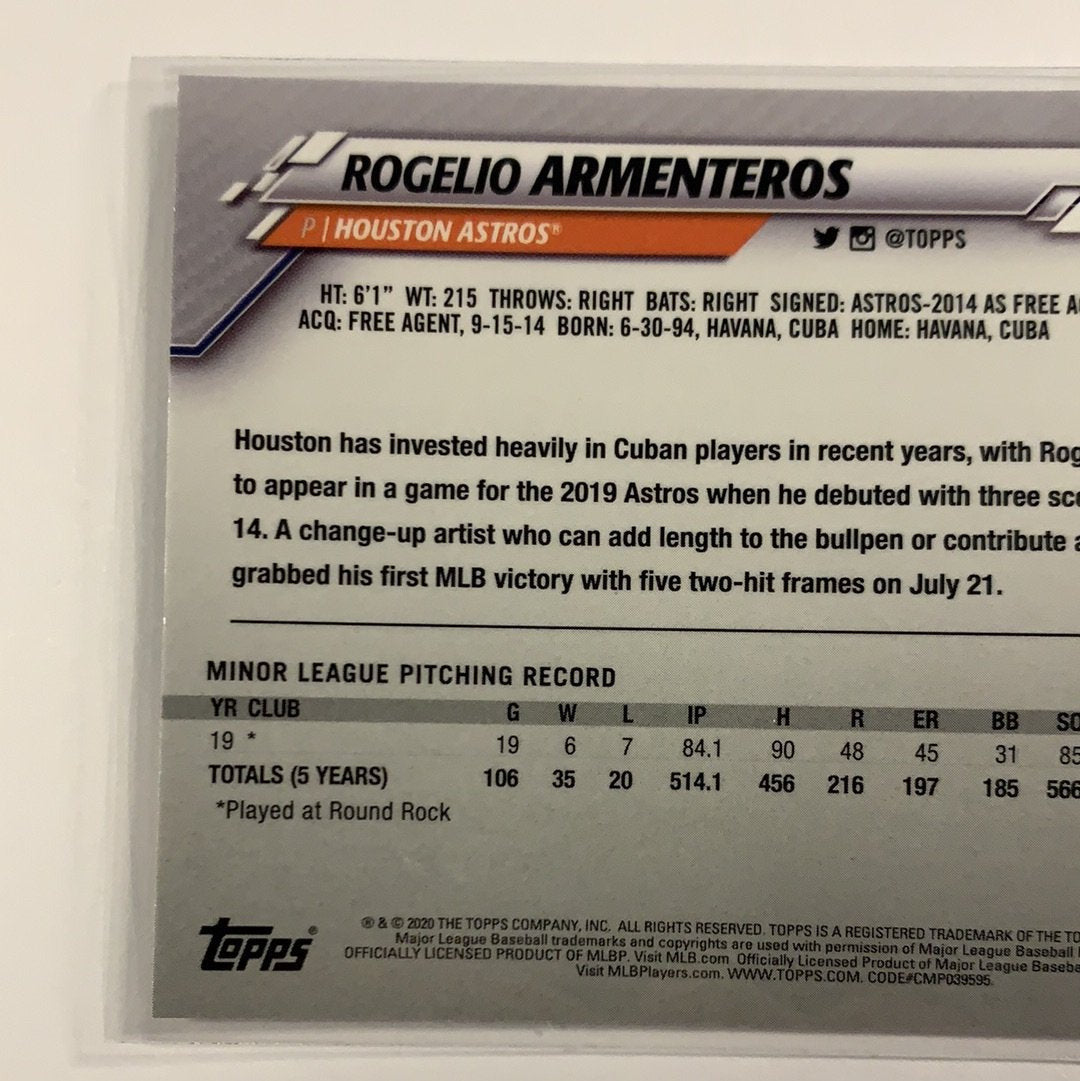 ROGELIO ARMENTEROS
P | HOUSTON ASTROS®
@TOPPS
HT: 6'1" WT: 215 THROWS: RIGHT BATS: RIGHT SIGNED: ASTROS-2014 AS FREE
ACQ: FREE AGENT, 9-15-14 BORN: 6-30-94, HAVANA, CUBA HOME: HAVANA, CUBA
Houston has invested heavily in Cuban players in recent years, with
to appear in a game for the 2019 Astros when he debuted with three
14. A change-up artist who can add length to the bullpen or contribute
grabbed his first MLB victory with five two-hit frames on July 21.
MINOR LEAGUE PITCHING RECORD
YR CLUB G W L IP H R ER BB SO
19 * 19 6 7 84.1 90 48 45 31 85
TOTALS (5 YEARS) 106 35 20 514.1 456 216 197 185 566
*Played at Round Rock
Topps®
® & © 2020 THE TOPPS COMPANY, INC. ALL RIGHTS RESERVED. TOPPS IS A REGISTERED TRADEMARK OF THE
Major League Baseball trademarks and copyrights are used with permission of Major League Baseball
OFFICIALLY LICENSED PRODUCT OF MLBP. Visit MLB.com Officially Licensed Product of Major League
Visit MLBPlayers.com. WWW.TOPPS.COM. CODE#CMP039595.